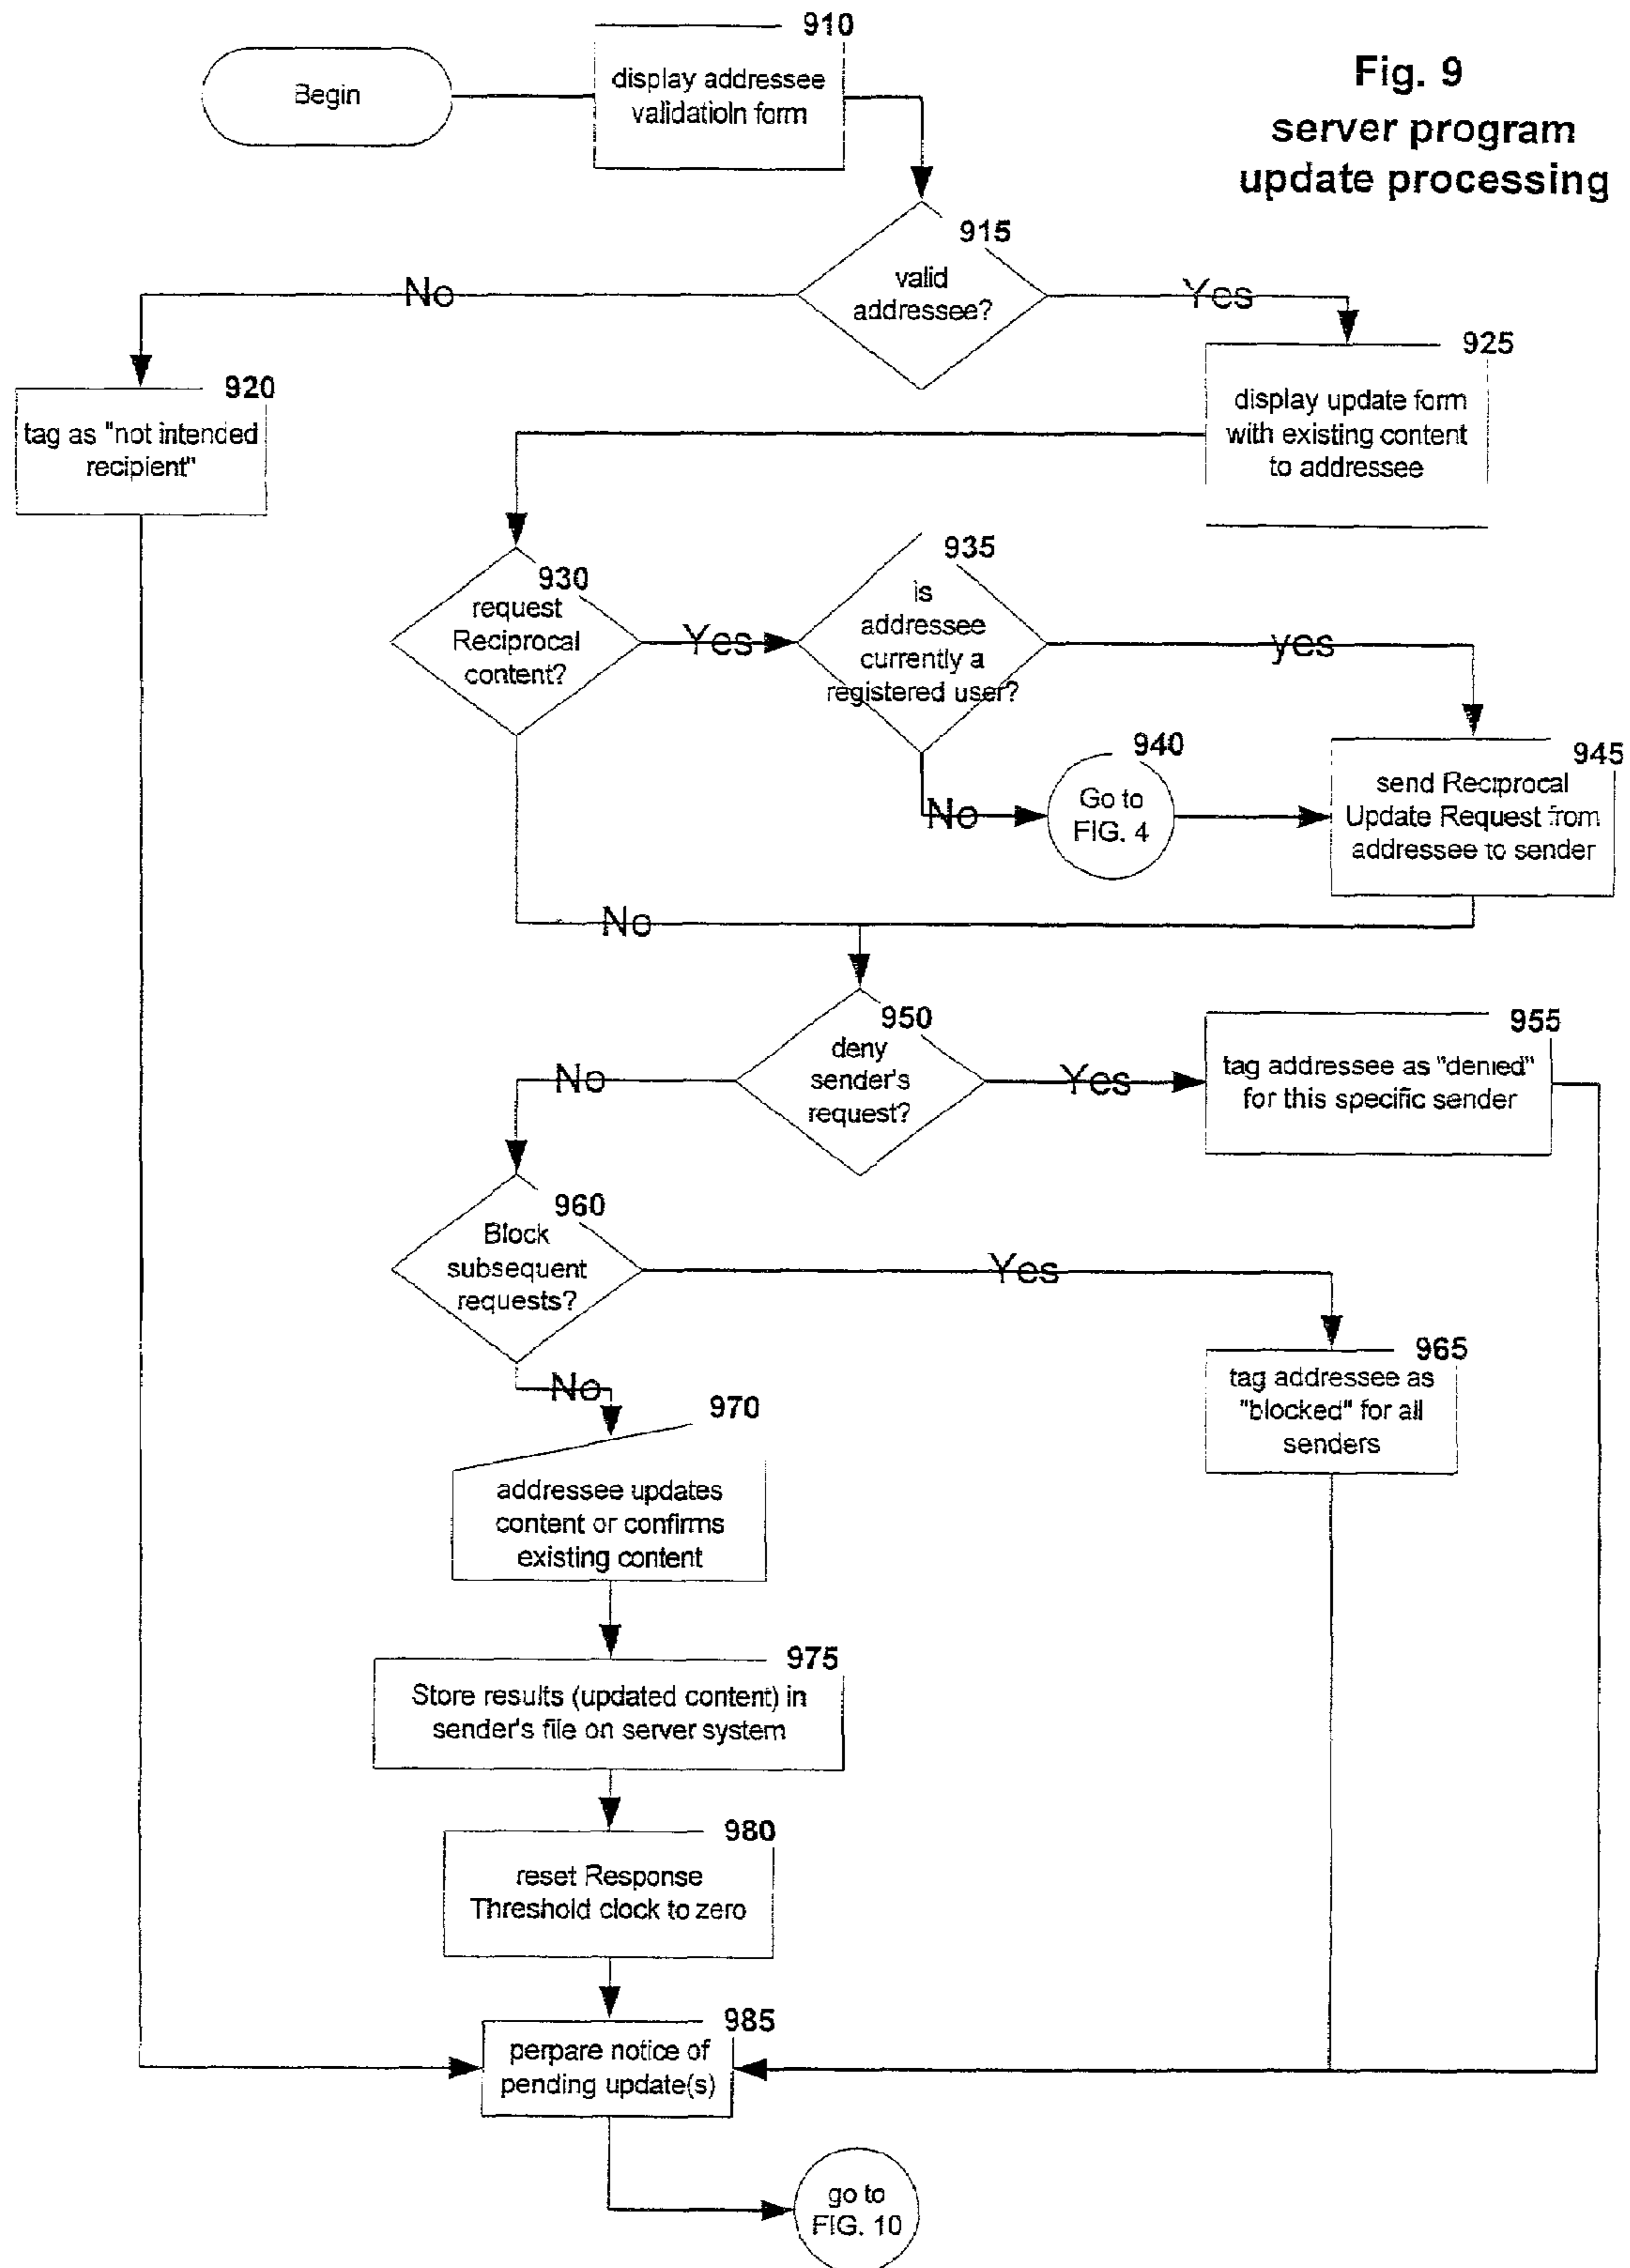 910
Begin
display addressee
validatioln form
Fig. 9
server program
update processing
915
valid
addressee?
No
Yes
920
tag as "not intended
recipient"
925
display update form
with existing content
to addressee
930
request
Reciprocal
content?
Yes
935
is
addressee
currently a
registered user?
yes
No
940
Go to
FIG. 4
945
send Reciprocal
Update Request from
addressee to sender
No
950
deny
sender's
request?
No
Yes
955
tag addressee as "denied"
for this specific sender
960
Block
subsequent
requests?
Yes
No
965
tag addressee as
"blocked" for all
senders
970
addressee updates
content or confirms
existing content
975
Store results (updated content) in
sender's file on server system
980
reset Response
Threshold clock to zero
985
perpare notice of
pending update(s)
go to
FIG. 10